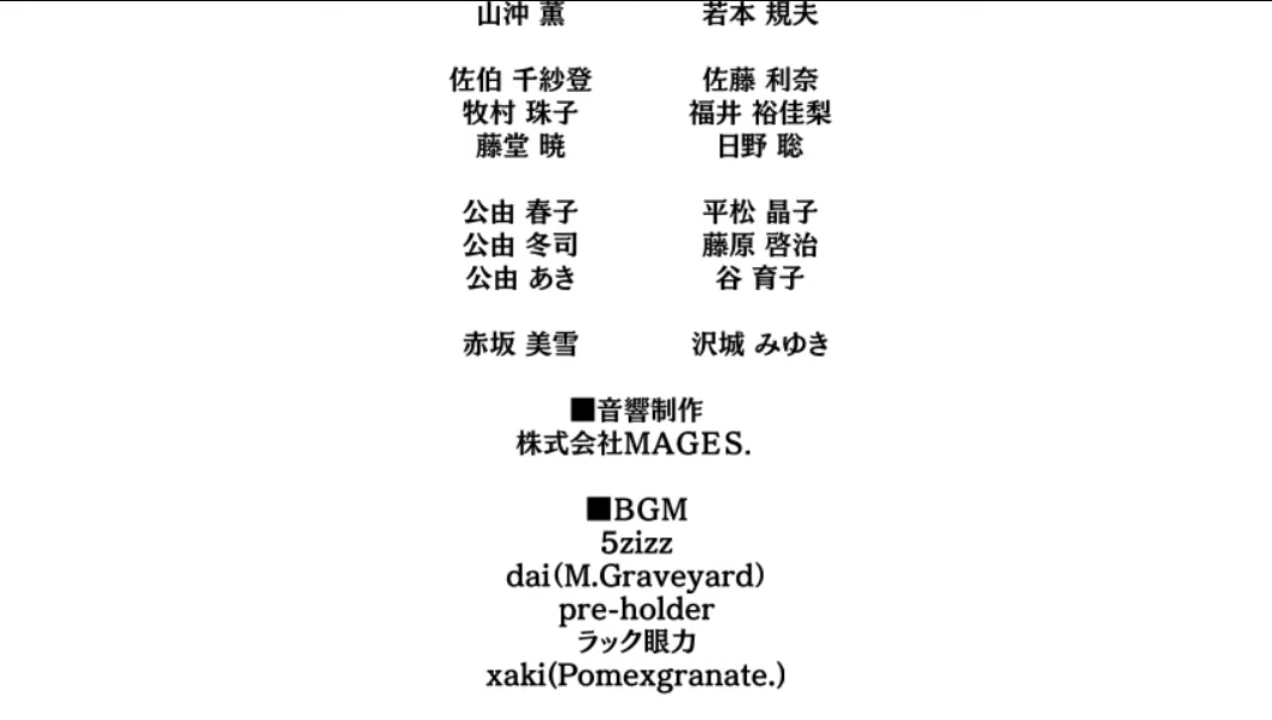 山沖 薫 若本 規夫
佐伯 千紗登 佐藤 利奈
牧村 珠子 福井 裕佳梨
藤堂 暁 日野 聡
公由 春子 平松 晶子
公由 冬司 藤原 啓治
公由 あき 谷 育子
赤坂 美雪 沢城 みゆき
■音響制作
株式会社MAGES.
■BGM
5zizz
dai(M.Graveyard)
pre-holder
ラック眼力
xaki(Pomexgranate.)